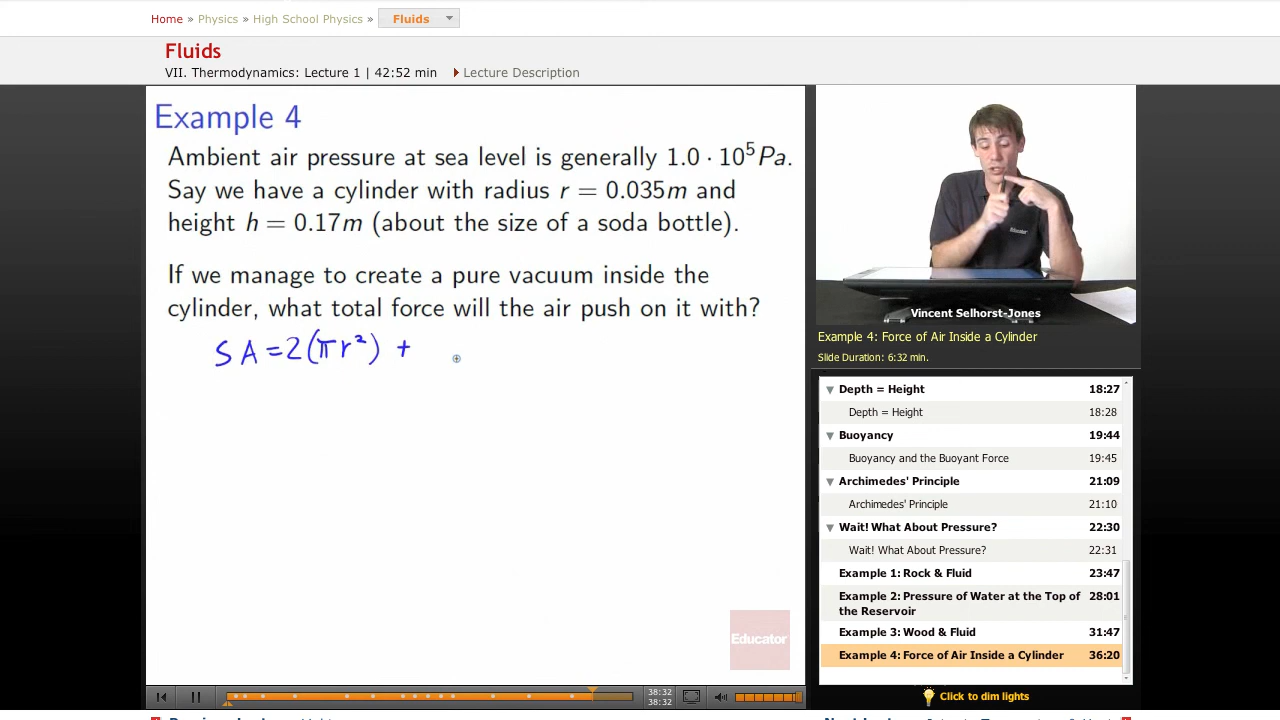 Home » Physics » High School Physics » Fluids
Fluids
VII. Thermodynamics: Lecture 1 | 42:52 min Lecture Description
Example 4
Ambient air pressure at sea level is generally 1.0 · 10⁵Pa.
Say we have a cylinder with radius r = 0.035m and
height h = 0.17m (about the size of a soda bottle).
If we manage to create a pure vacuum inside the
cylinder, what total force will the air push on it with?
SA=2(πr²) +
Educator
38:32
38:32
Educator
Vincent Selhorst-Jones
Example 4: Force of Air Inside a Cylinder
Slide Duration: 6:32 min.
Depth = Height 18:27
Depth = Height 18:28
Buoyancy 19:44
Buoyancy and the Buoyant Force 19:45
Archimedes' Principle 21:09
Archimedes' Principle 21:10
Wait! What About Pressure? 22:30
Wait! What About Pressure? 22:31
Example 1: Rock & Fluid 23:47
Example 2: Pressure of Water at the Top of 28:01
the Reservoir
Example 3: Wood & Fluid 31:47
Example 4: Force of Air Inside a Cylinder 36:20
Click to dim lights